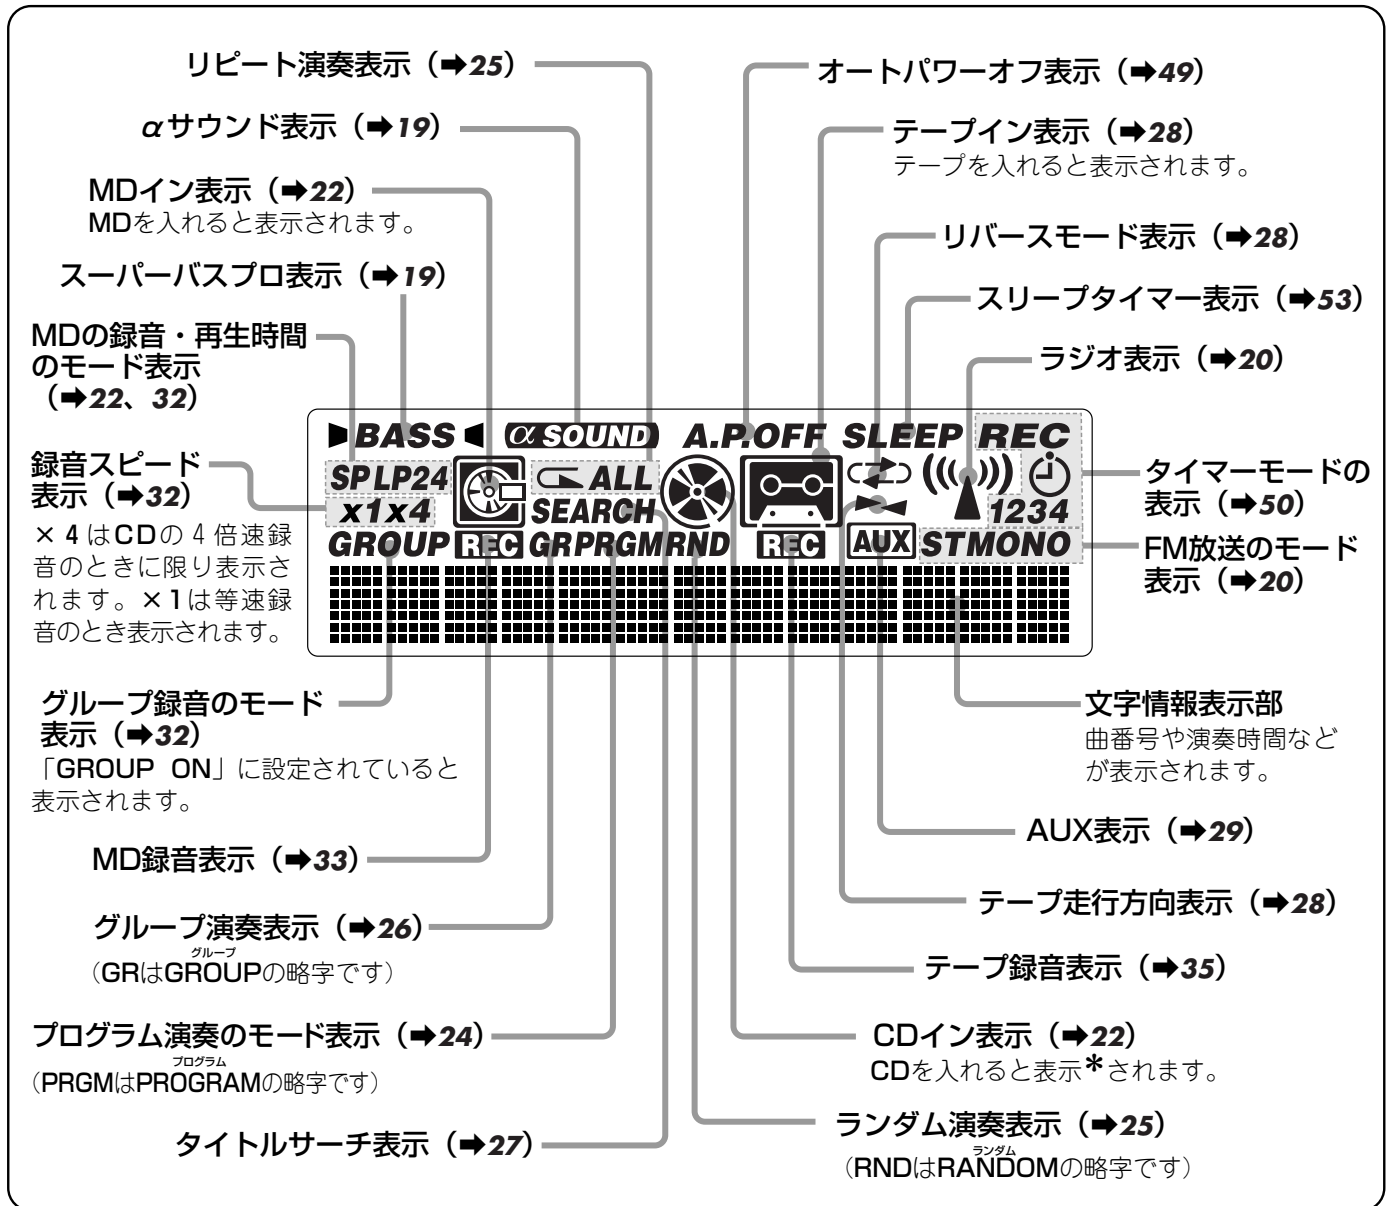 リピート演奏表示（➡25）
αサウンド表示（➡19）
MDイン表示（➡22）
MDを入れると表示されます。
スーパーバスプロ表示（➡19）
MDの録音・再生時間
のモード表示
（➡22、32）
録音スピード
表示（➡32）
×4はCDの4倍速録
音のときに限り表示さ
れます。×1は等速録
音のとき表示されます。
グループ録音のモード
表示（➡32）
「GROUP ON」に設定されていると
表示されます。
MD録音表示（➡33）
グループ演奏表示（➡26）
グループ
（GRはGROUPの略字です）
プログラム演奏のモード表示（➡24）
プログラム
（PRGMはPROGRAMの略字です）
タイトルサーチ表示（➡27）
BASS α SOUND A.P.OFF SLEEP REC
SP LP24 ALL
x1x4 SEARCH 1234
GROUP REC GR PRGM RND REC AUX ST MONO
オートパワーオフ表示（➡49）
テープイン表示（➡28）
テープを入れると表示されます。
リバースモード表示（➡28）
スリープタイマー表示（➡53）
ラジオ表示（➡20）
タイマーモードの
表示（➡50）
FM放送のモード
表示（➡20）
文字情報表示部
曲番号や演奏時間など
が表示されます。
AUX表示（➡29）
テープ走行方向表示（➡28）
テープ録音表示（➡35）
CDイン表示（➡22）
CDを入れると表示*されます。
ランダム演奏表示（➡25）
ランダム
（RNDはRANDOMの略字です）